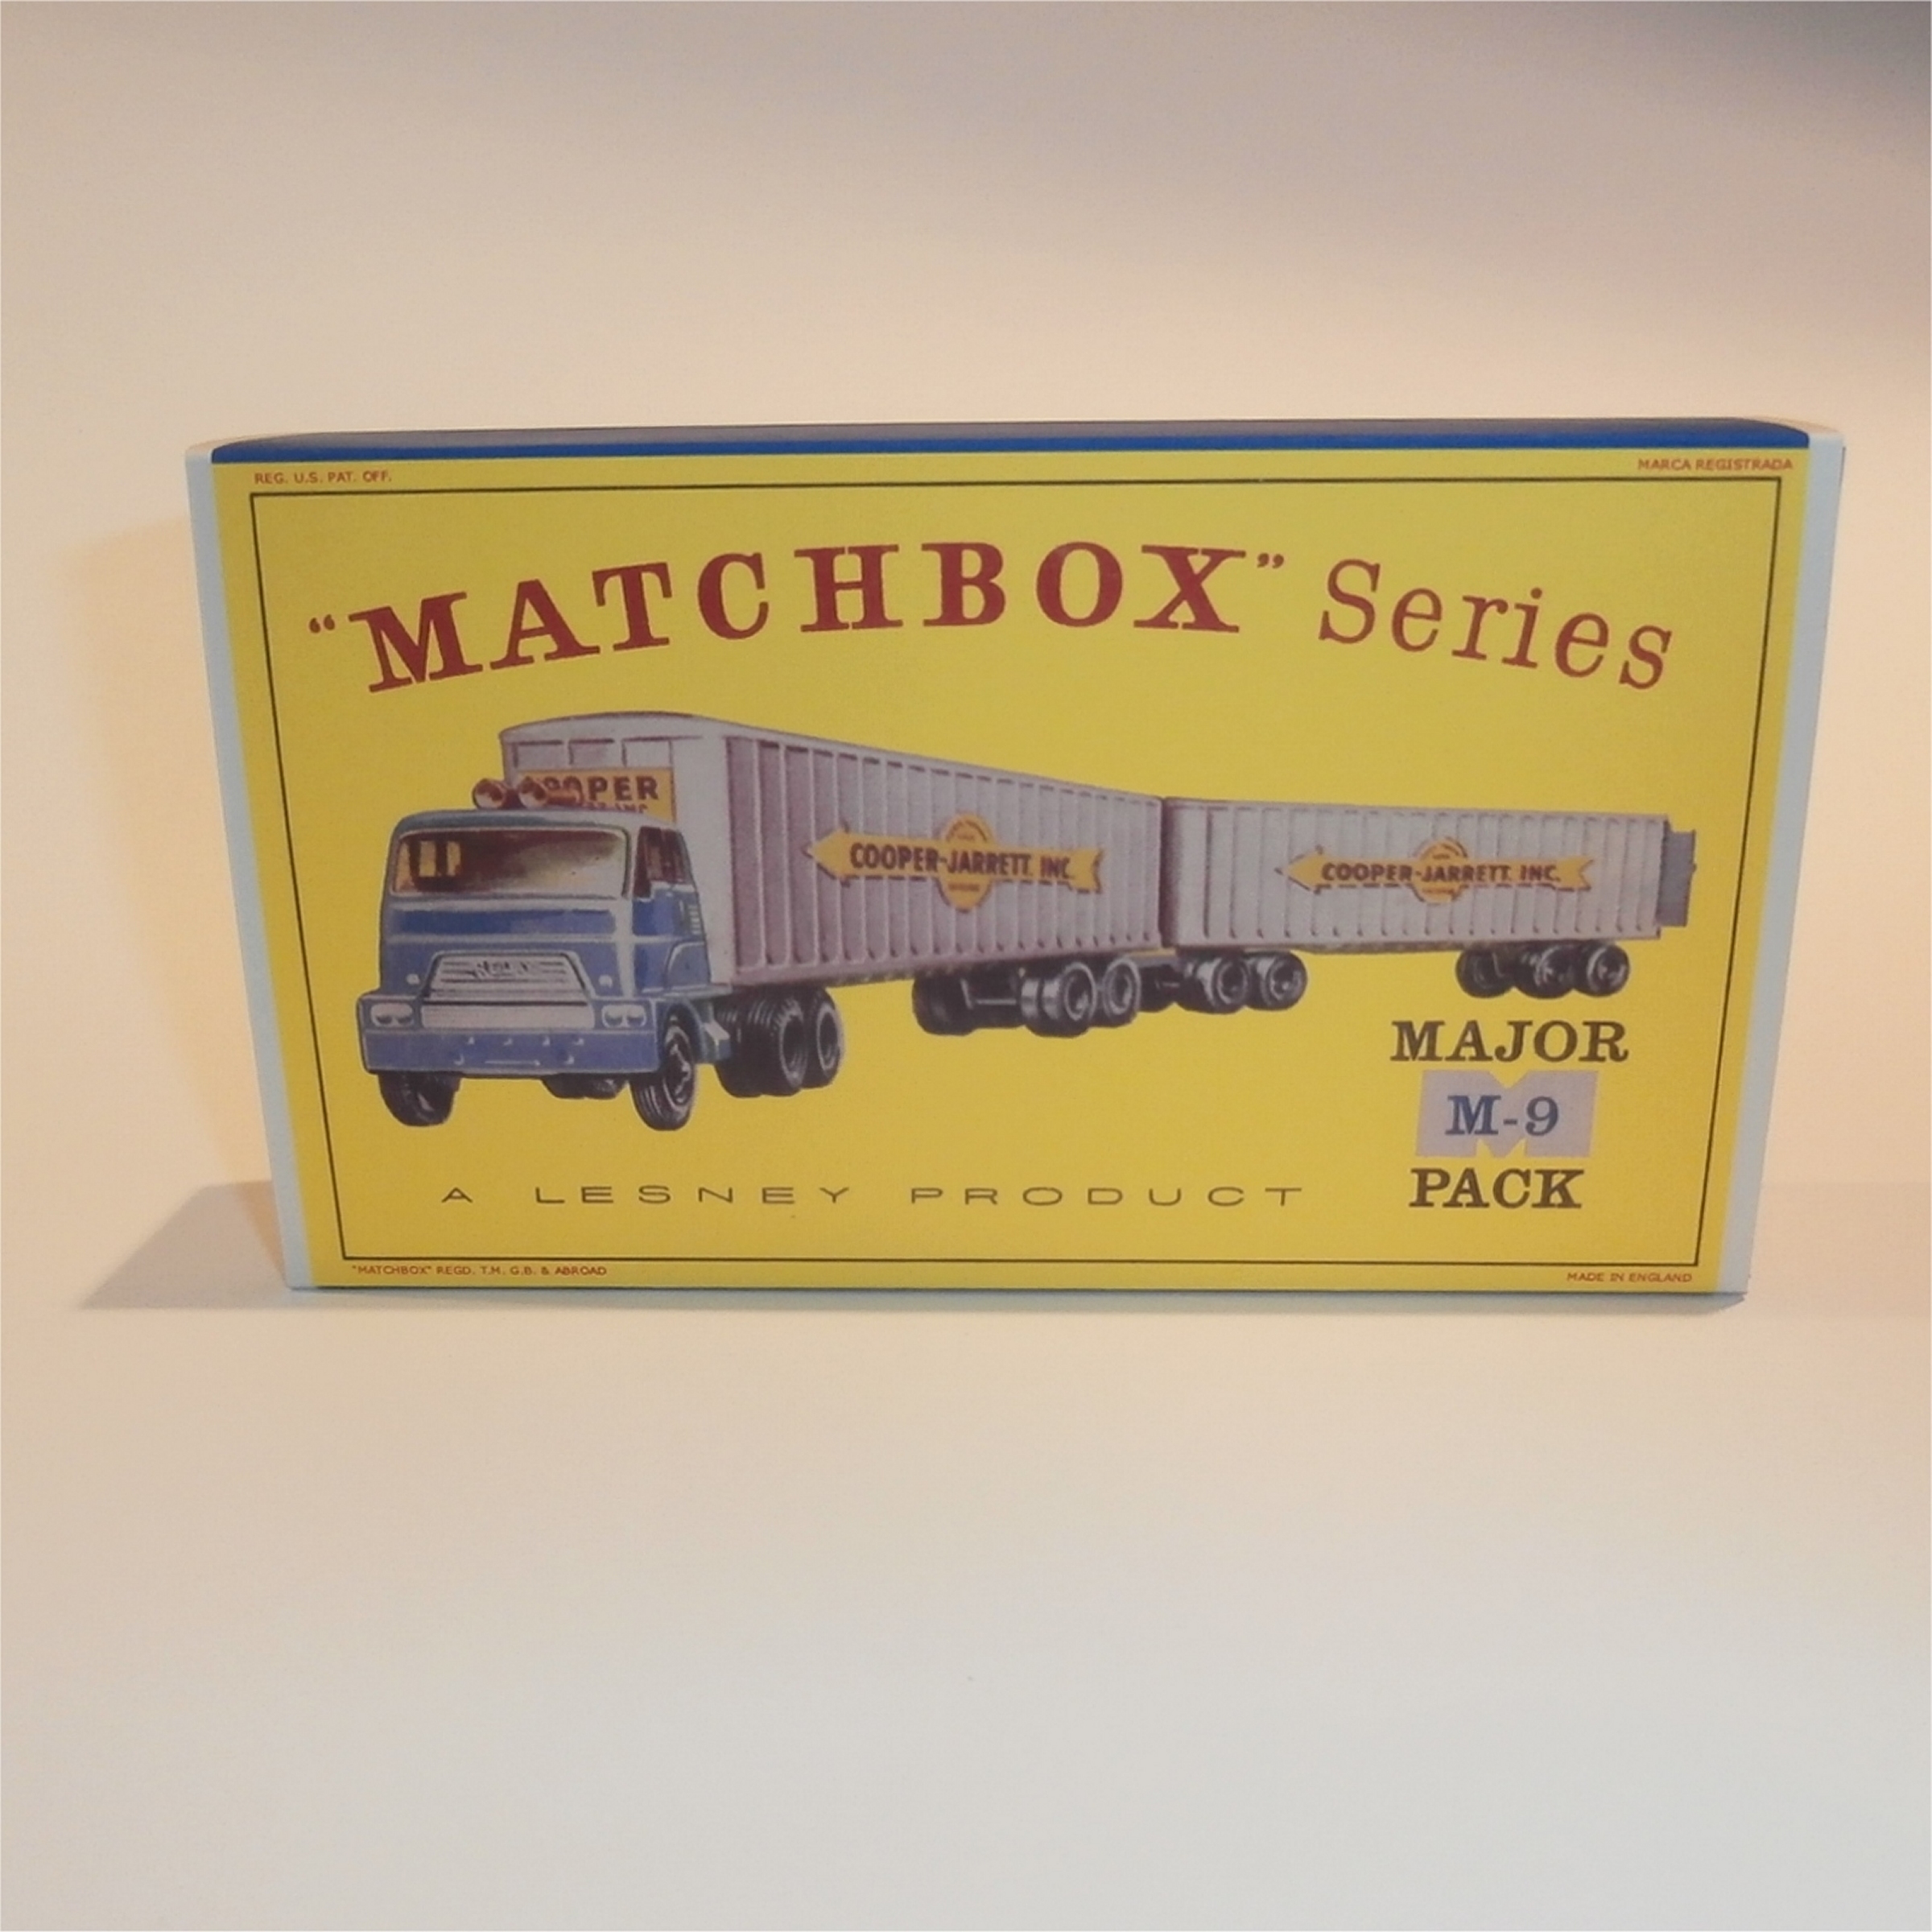 REG. U.S. PAT. OFF.
MARCA REGISTRADA
“MATCHBOX” Series
COOPER
COOPER-JARRETT. INC.
COOPER-JARRETT. INC.
MAJOR
M-9
PACK
A LESNEY PRODUCT
"MATCHBOX" REGD. T.M. G.B. & ABROAD
MADE IN ENGLAND